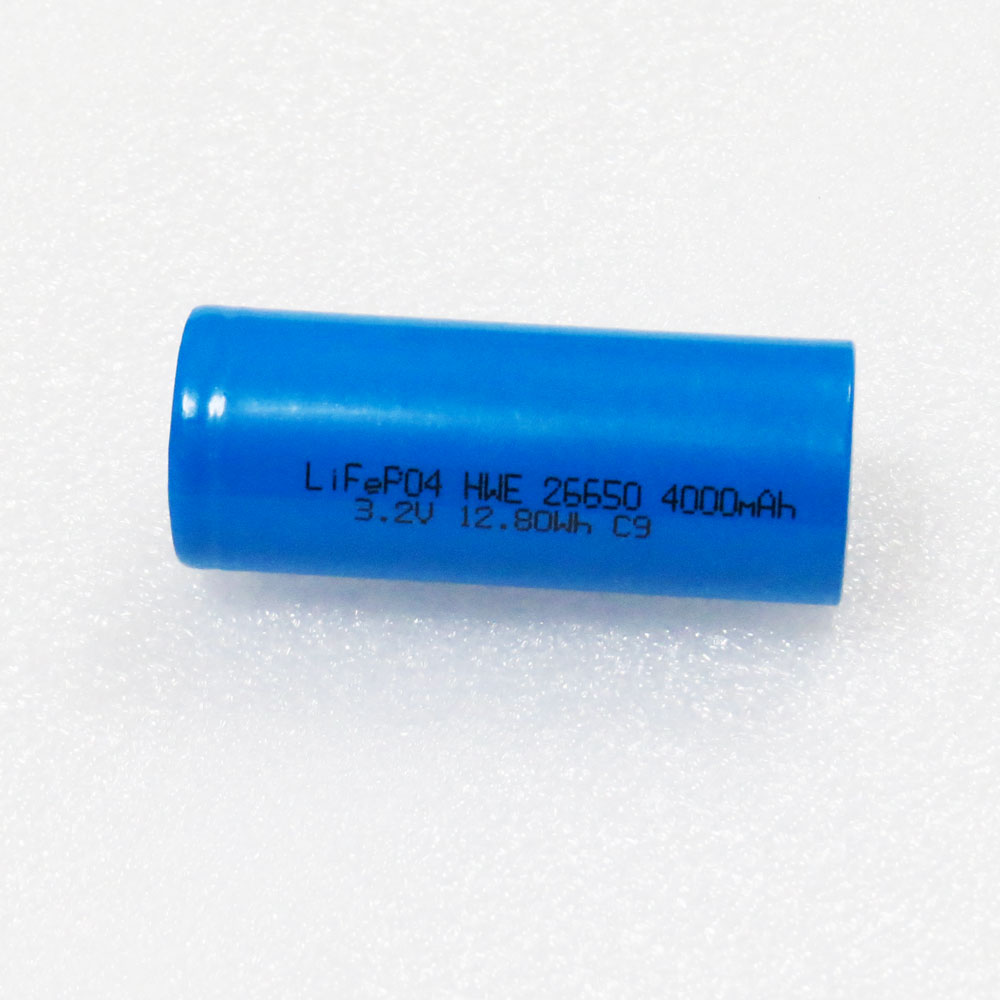 LiFePO4 HWE 26650 4000mAh
3.2V 12.80Wh C9